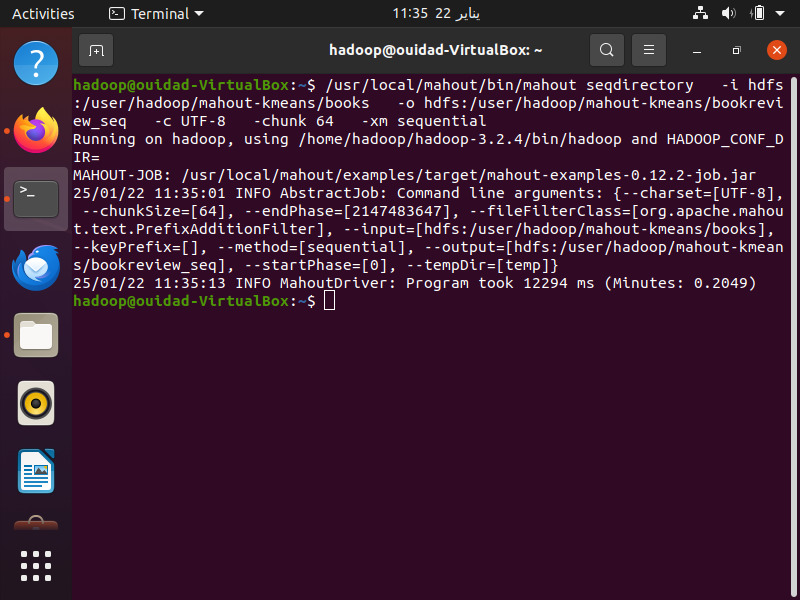 Activities
Terminal
11:35 22 يناير
hadoop@ouidad-VirtualBox: ~
hadoop@ouidad-VirtualBox:~$ /usr/local/mahout/bin/mahout seqdirectory   -i hdfs
:/user/hadoop/mahout-kmeans/books   -o hdfs:/user/hadoop/mahout-kmeans/bookrevi
ew_seq   -c UTF-8   -chunk 64   -xm sequential
Running on hadoop, using /home/hadoop/hadoop-3.2.4/bin/hadoop and HADOOP_CONF_D
IR=
MAHOUT-JOB: /usr/local/mahout/examples/target/mahout-examples-0.12.2-job.jar
25/01/22 11:35:01 INFO AbstractJob: Command line arguments: {--charset=[UTF-8],
 --chunkSize=[64], --endPhase=[2147483647], --fileFilterClass=[org.apache.mahou
t.text.PrefixAdditionFilter], --input=[hdfs:/user/hadoop/mahout-kmeans/books],
--keyPrefix=[], --method=[sequential], --output=[hdfs:/user/hadoop/mahout-kmean
s/bookreview_seq], --startPhase=[0], --tempDir=[temp]}
25/01/22 11:35:13 INFO MahoutDriver: Program took 12294 ms (Minutes: 0.2049)
hadoop@ouidad-VirtualBox:~$